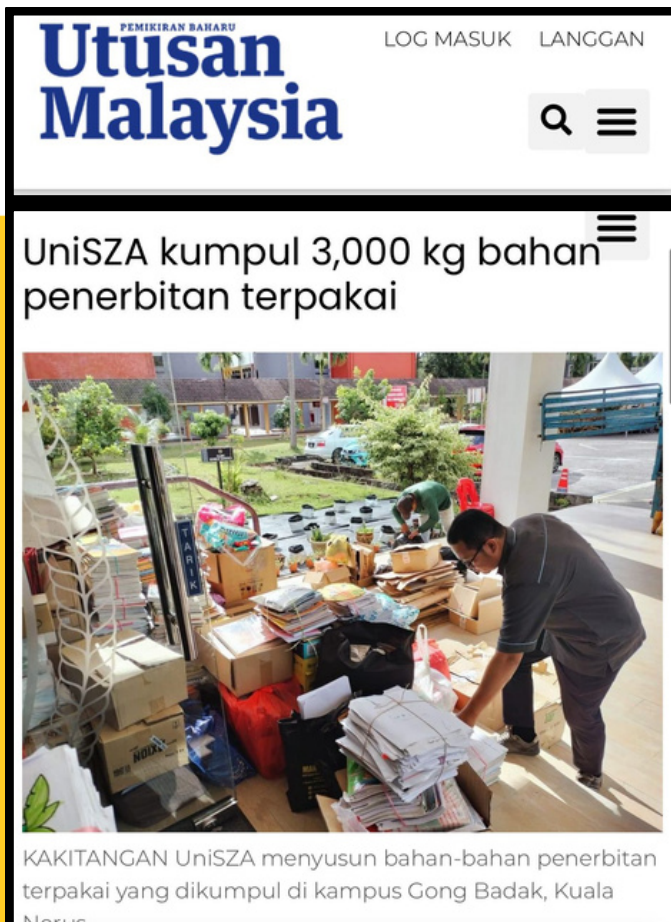 PEMIKIRAN BAHARU
Utusan
Malaysia
LOG MASUK LANGGAN
UniSZA kumpul 3,000 kg bahan
penerbitan terpakai
TARIK
KAKITANGAN UniSZA menyusun bahan-bahan penerbitan
terpakai yang dikumpul di kampus Gong Badak, Kuala
Nerus